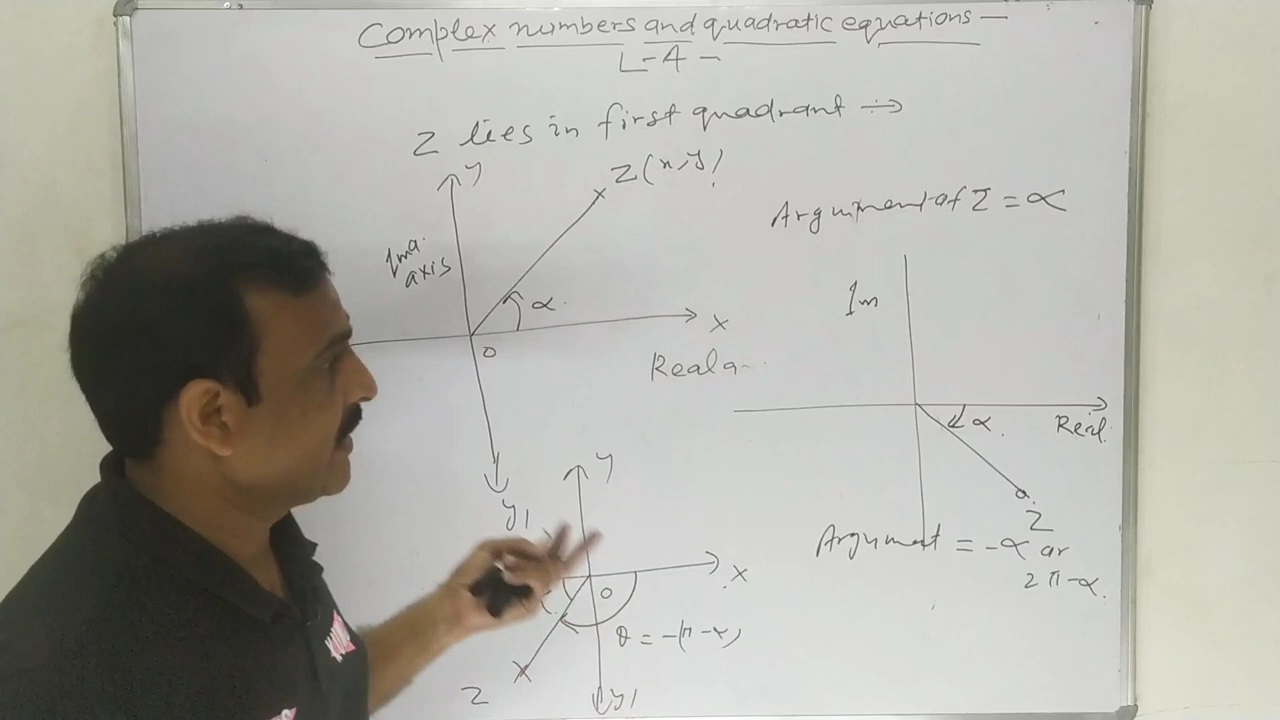 Complex numbers and quadratic equations —
L-4 -
Z lies in first quadrant →
y
Z(x,y)
Ima.
axis
α.
O
X
Real a-
y1
Argument of Z = α
Im
α.
Real.
Z
Argument = -α or
2π-α.
y
X
O
θ = -(π-α)
Z
y1